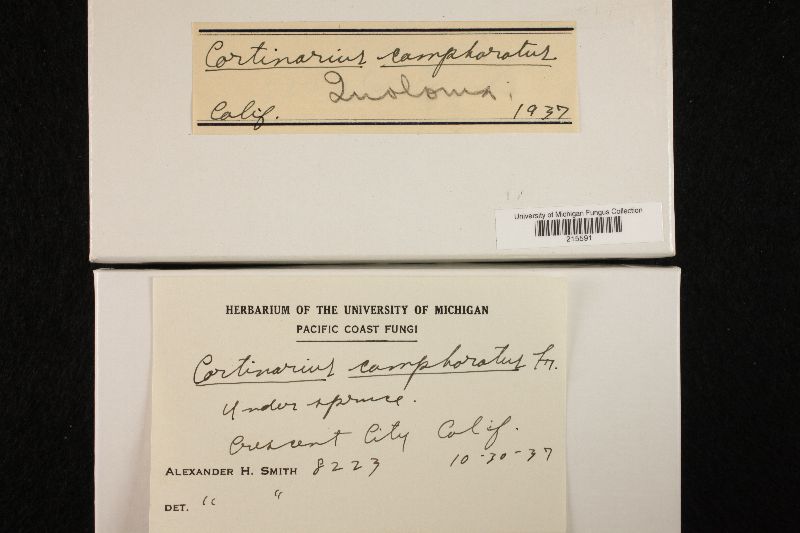 Cortinarius camphoratus
Inoloma
Calif. 1937
University of Michigan Fungus Collection
215591
HERBARIUM OF THE UNIVERSITY OF MICHIGAN
PACIFIC COAST FUNGI
Cortinarius camphoratus Fr.
Under spruce.
Crescent City Calif.
ALEXANDER H. SMITH 8223 10-30-37
DET. " "